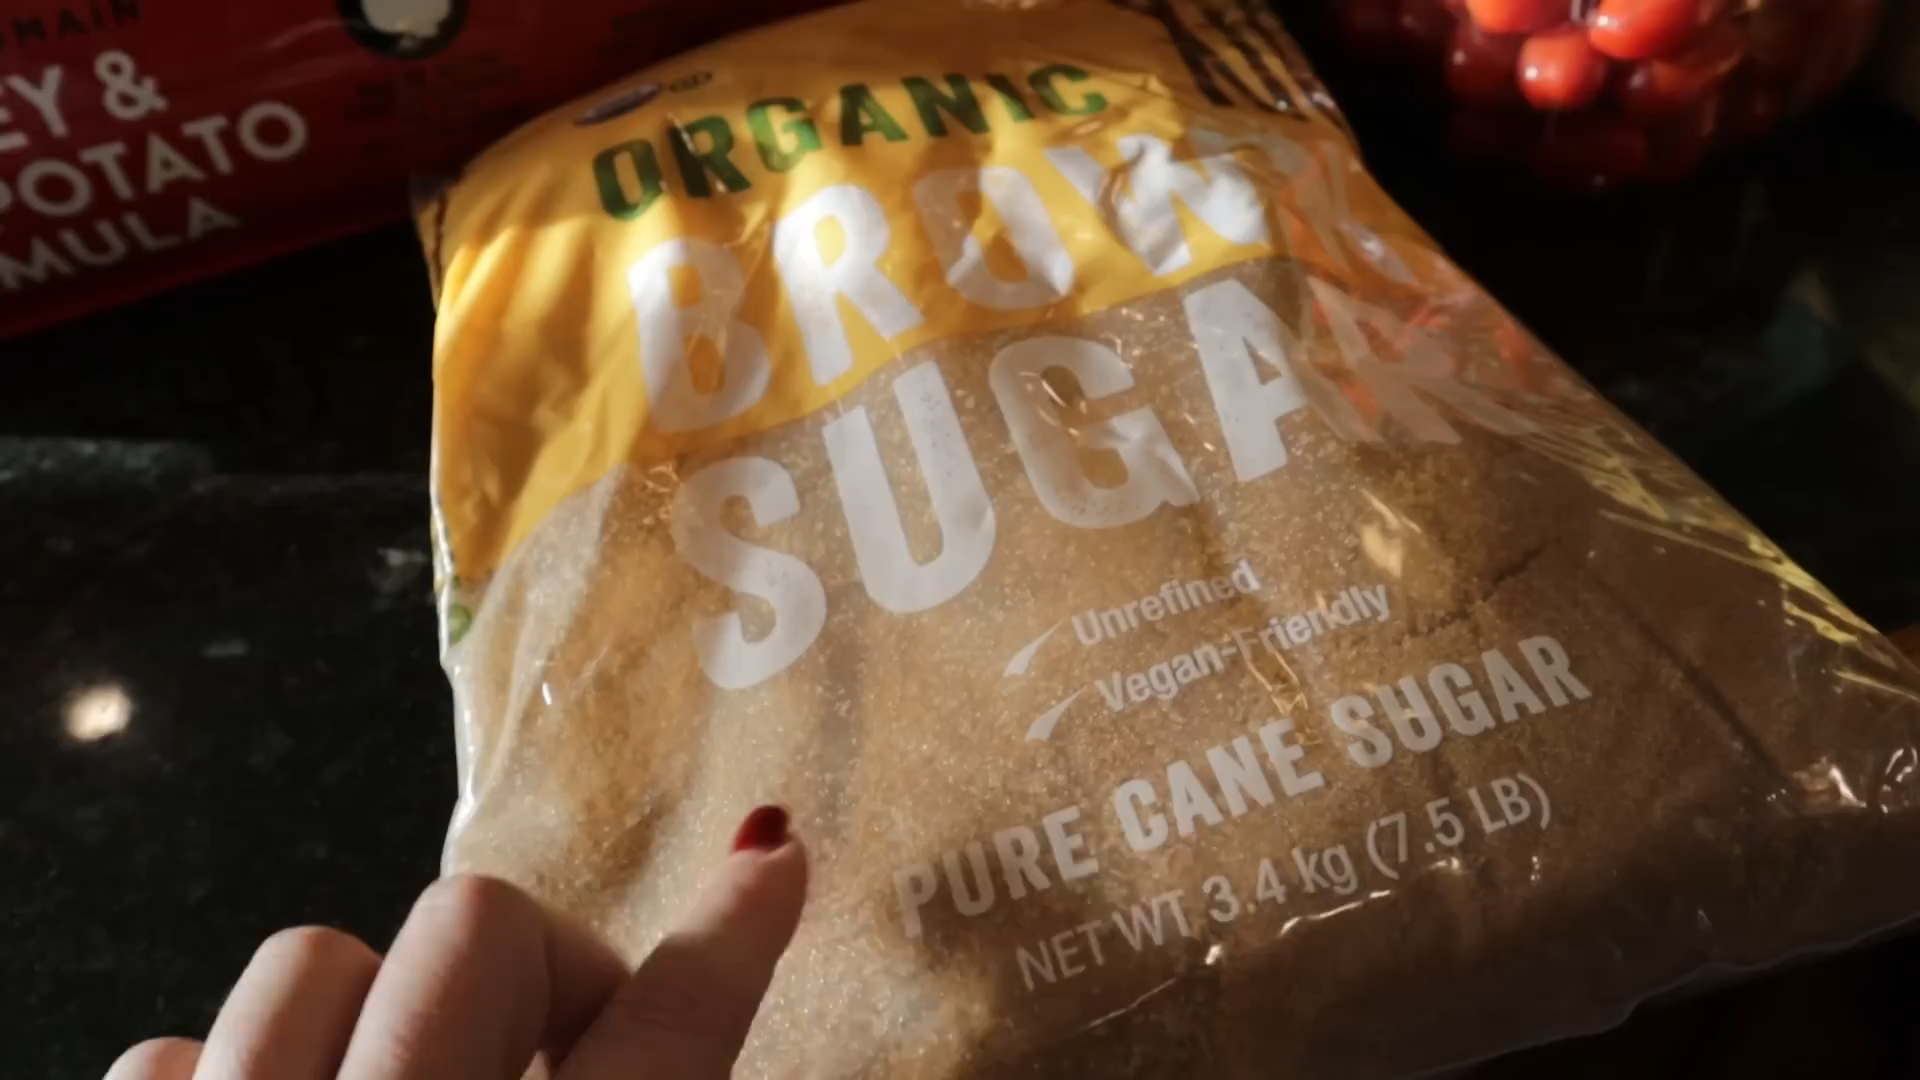 EY &
POTATO
MULA
ORGANIC
BROWN
SUGAR
Unrefined
Vegan-Friendly
PURE CANE SUGAR
NET WT 3.4 kg (7.5 LB)